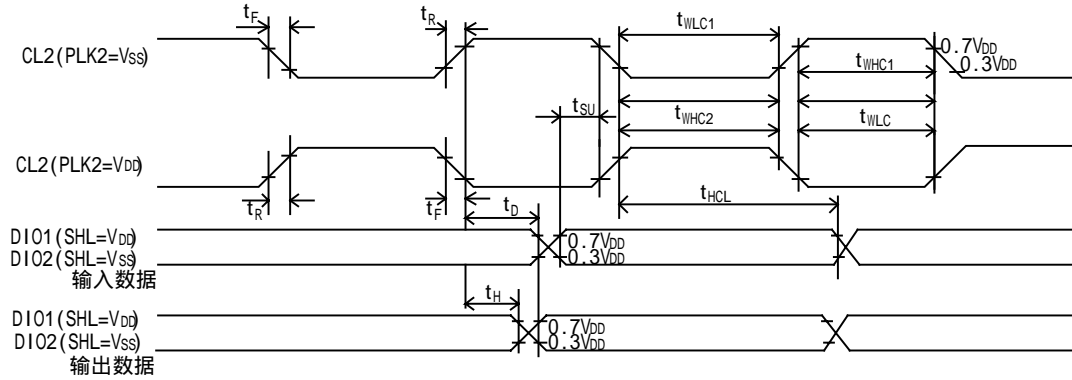 tF
tR
tWLC1
CL2(PLK2=VSS)
0.7VDD
0.3VDD
tWHC1
tSU
tWHC2
tWLC
CL2(PLK2=VDD)
tR
tF
tD
tHCL
DIO1(SHL=VDD)
DIO2(SHL=VSS)
0.7VDD
0.3VDD
输入数据
tH
DIO1(SHL=VDD)
DIO2(SHL=VSS)
0.7VDD
0.3VDD
输出数据